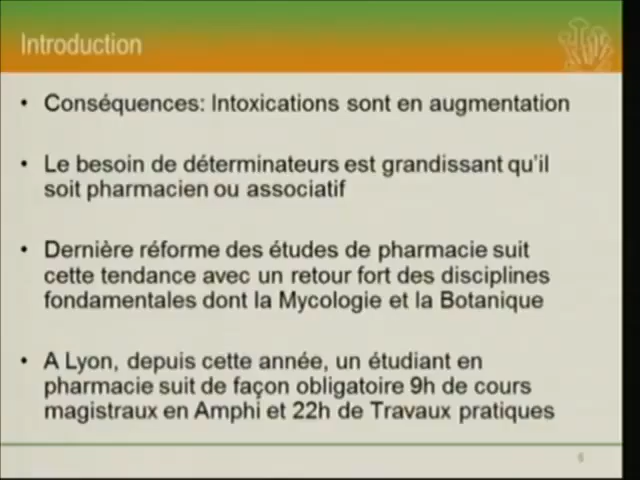 Introduction
• Conséquences: Intoxications sont en augmentation
• Le besoin de déterminateurs est grandissant qu'il
soit pharmacien ou associatif
• Dernière réforme des études de pharmacie suit
cette tendance avec un retour fort des disciplines
fondamentales dont la Mycologie et la Botanique
• A Lyon, depuis cette année, un étudiant en
pharmacie suit de façon obligatoire 9h de cours
magistraux en Amphi et 22h de Travaux pratiques
6